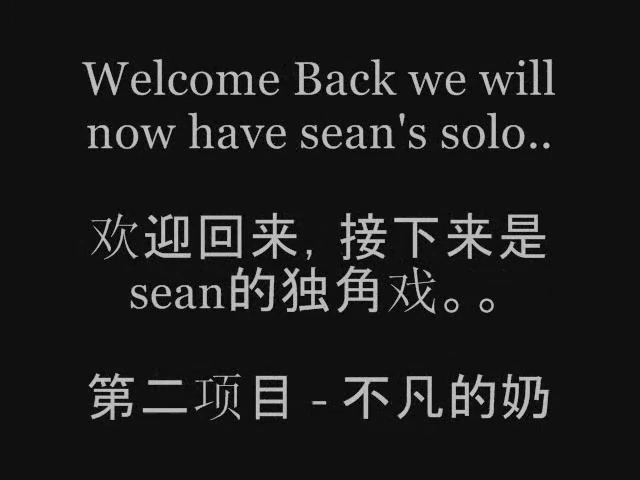 Welcome Back we will
now have sean's solo..
欢迎回来，接下来是
sean的独角戏。。
第二项目 - 不凡的奶